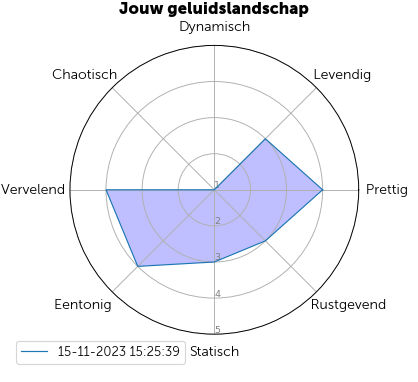 Jouw geluidslandschap
Dynamisch
Chaotisch
Levendig
Vervelend
Prettig
1
2
3
4
5
Eentonig
Rustgevend
15-11-2023 15:25:39
Statisch